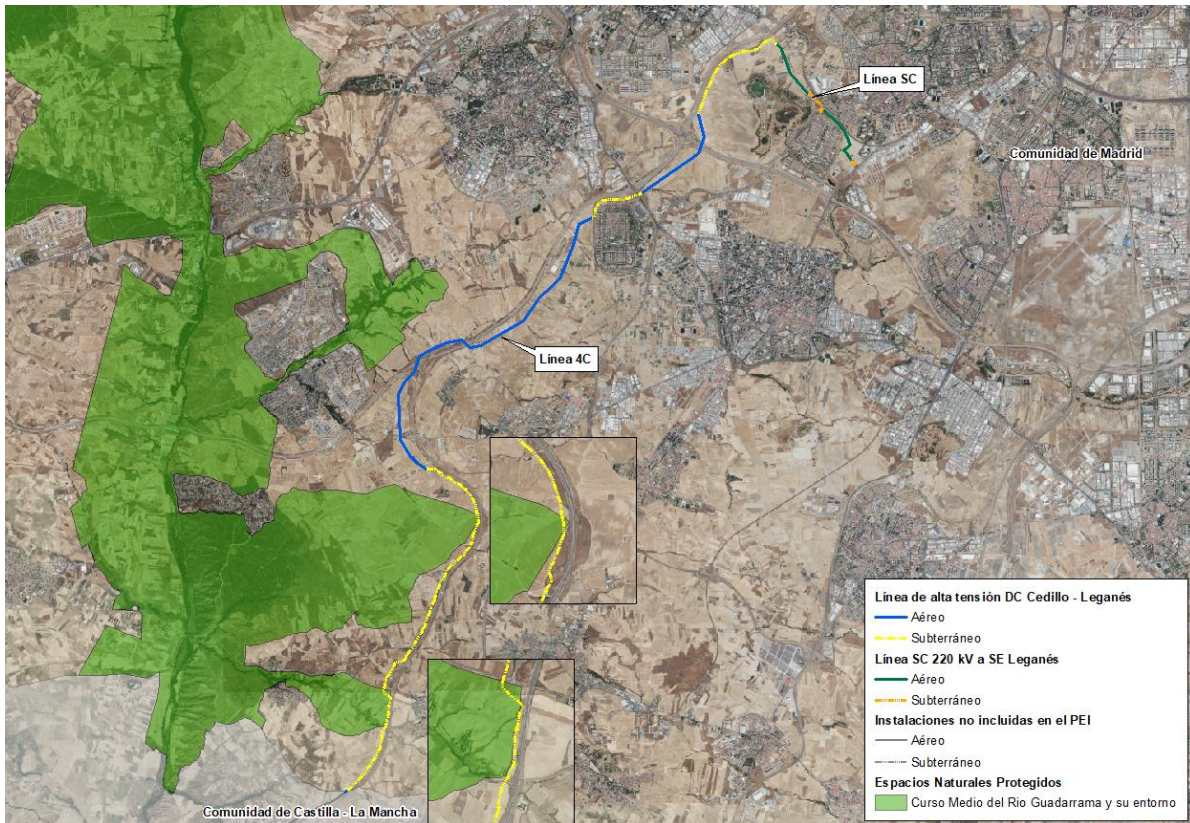 Línea SC
Comunidad de Madrid
Línea 4C
Comunidad de Castilla - La Mancha
Línea de alta tensión DC Cedillo - Leganés
Aéreo
Subterráneo
Línea SC 220 kV a SE Leganés
Aéreo
Subterráneo
Instalaciones no incluidas en el PEI
Aéreo
Subterráneo
Espacios Naturales Protegidos
Curso Medio del Rio Guadarrama y su entorno